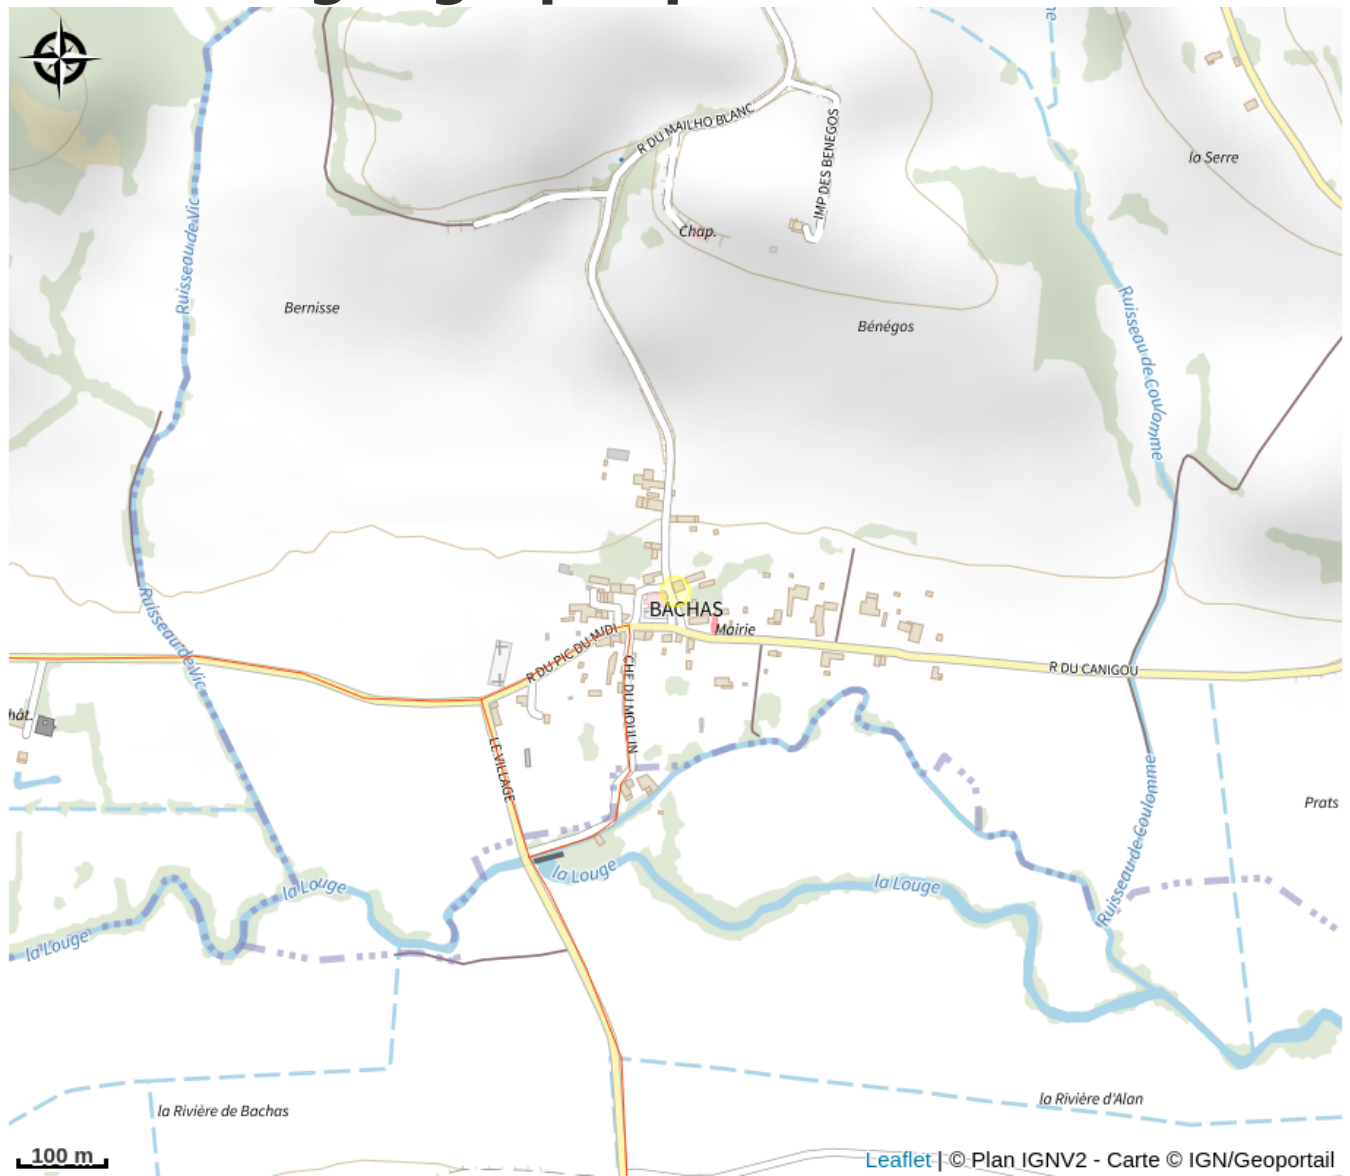 R DU MAILHO BLANC
IMP DES BENEGOS
la Serre
Ruisseau de Vic
Chap.
Bernisse
Bénégos
Ruisseau de Coulomme
BACHAS
Mairie
Ruisseau de Vic
R DU PIC DU MIDI
CHE DU MOULIN
R DU CANIGOU
hât.
LE VILLAGE
Ruisseau de Coulomme
Prats
la Louge
la Louge
la Louge
la Louge
la Rivière de Bachas
la Rivière d'Alan
100 m
Leaflet | © Plan IGNV2 - Carte © IGN/Geoportail